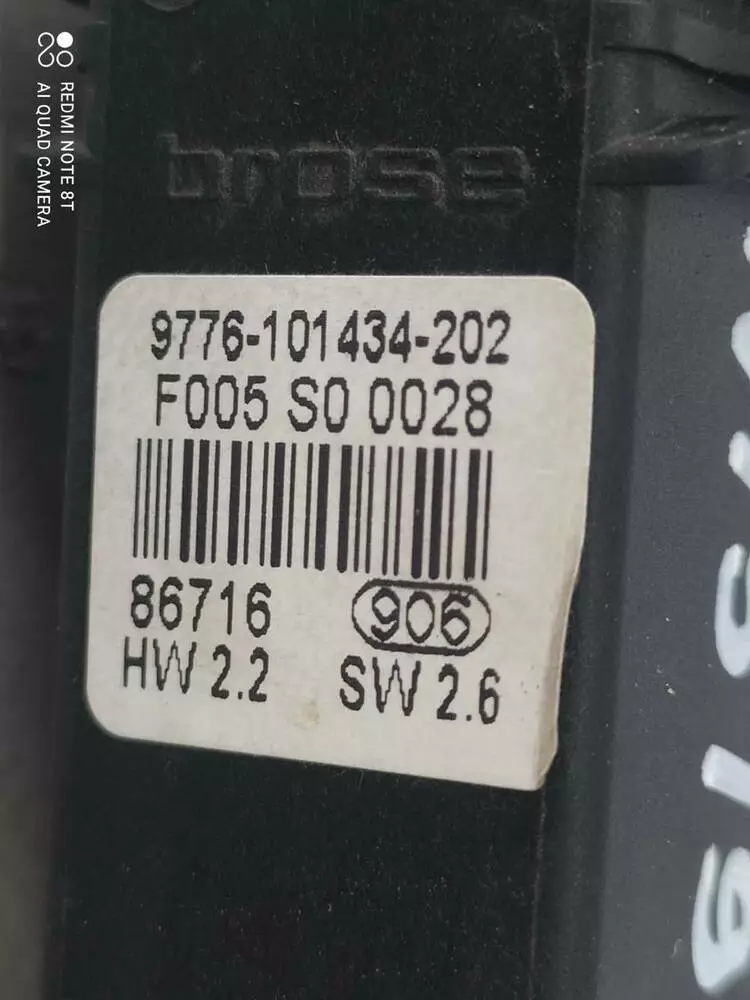 REDMI NOTE 8T
AI QUAD CAMERA
brose
9776-101434-202
F005 S0 0028
86716
906
HW 2.2
SW 2.6